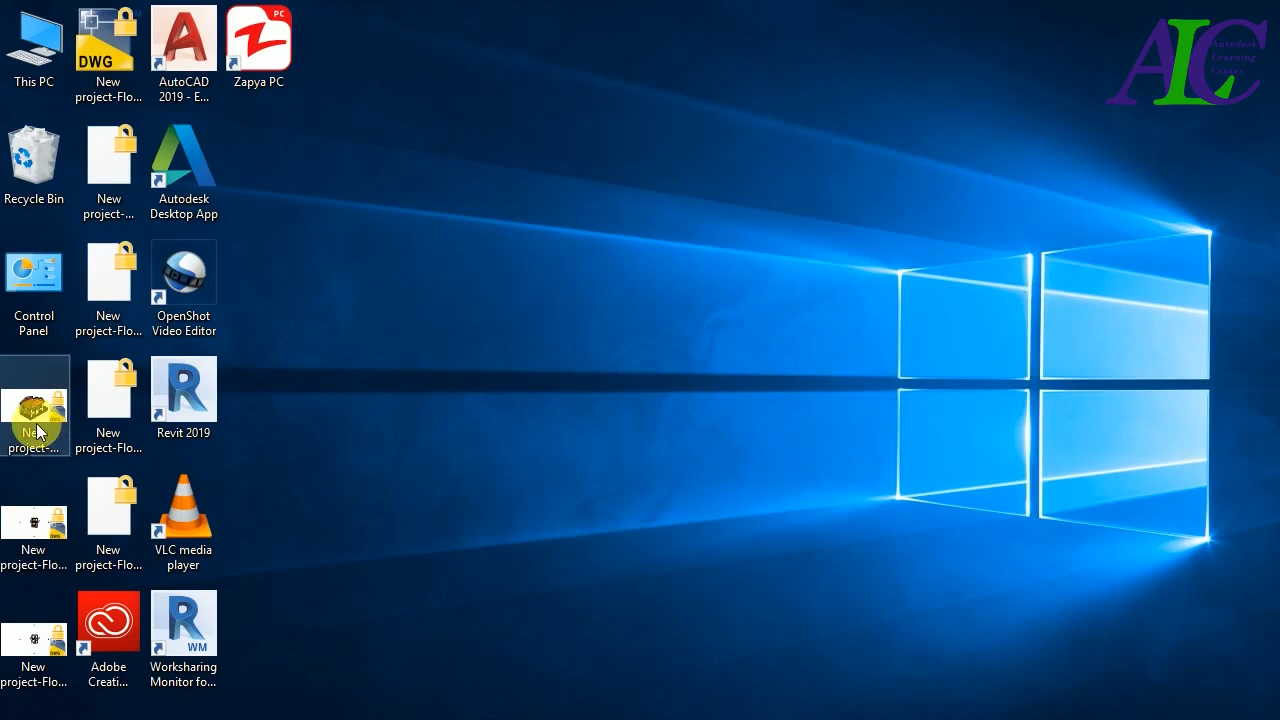 This PC
DWG
New
project-Flo...
AutoCAD
2019 - E...
PC
Zapya PC
ALC
Autodesk
Learning
Center
Recycle Bin
New
project-...
Autodesk
Desktop App
Control
Panel
New
project-Flo...
OpenShot
Video Editor
New
project-...
New
project-Flo...
Revit 2019
New
project-Flo...
New
project-Flo...
VLC media
player
New
project-Flo...
Adobe
Creati...
WM
Worksharing
Monitor fo...